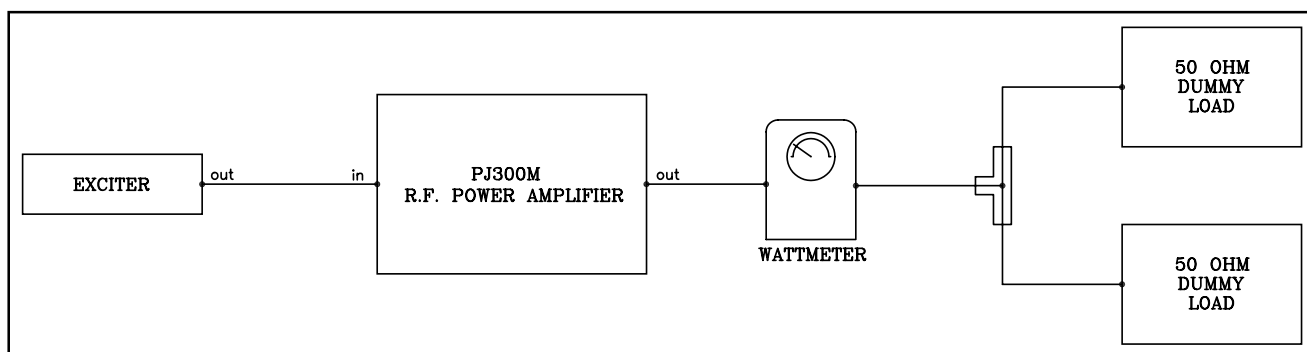 EXCITER
out
in
PJ300M
R.F. POWER AMPLIFIER
out
WATTMETER
50 OHM
DUMMY
LOAD
50 OHM
DUMMY
LOAD